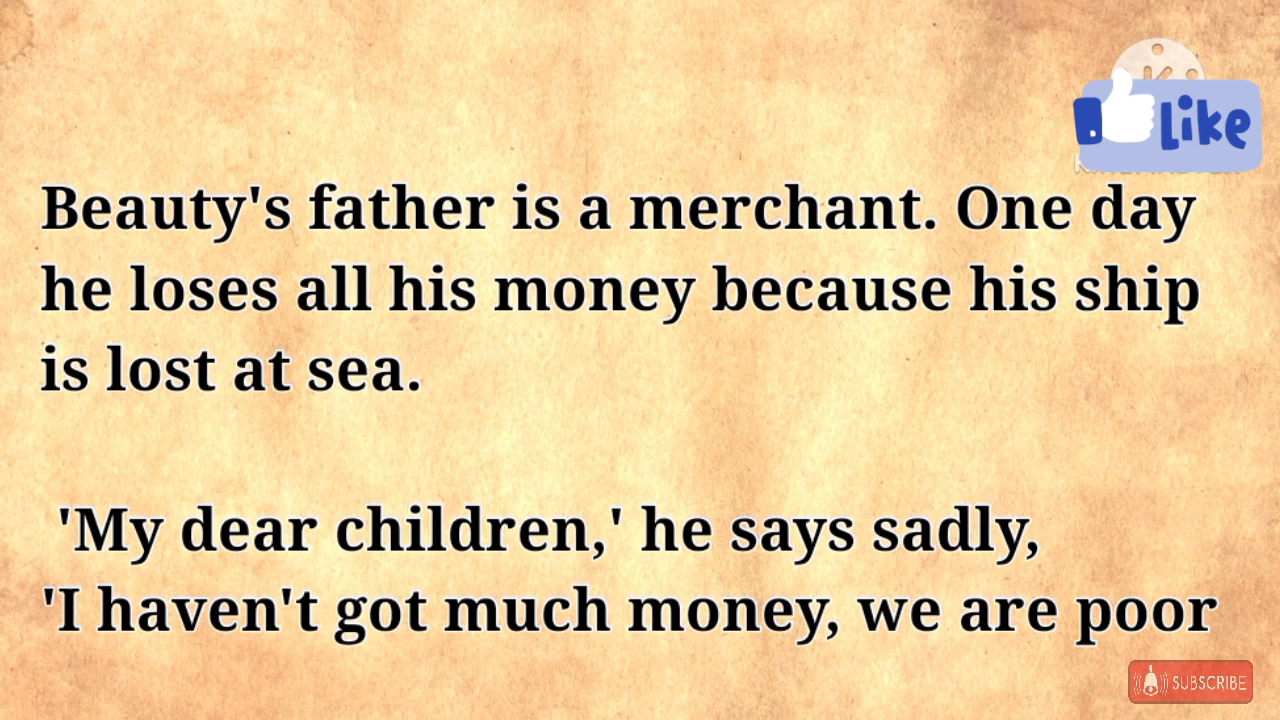 Like
Beauty's father is a merchant. One day
he loses all his money because his ship
is lost at sea.
'My dear children,' he says sadly,
'I haven't got much money, we are poor
SUBSCRIBE